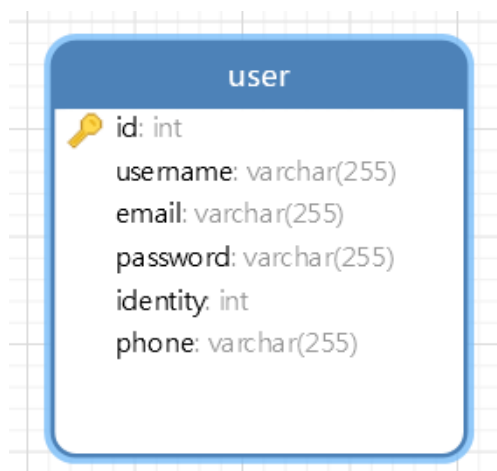 user
id: int
username: varchar(255)
email: varchar(255)
password: varchar(255)
identity: int
phone: varchar(255)